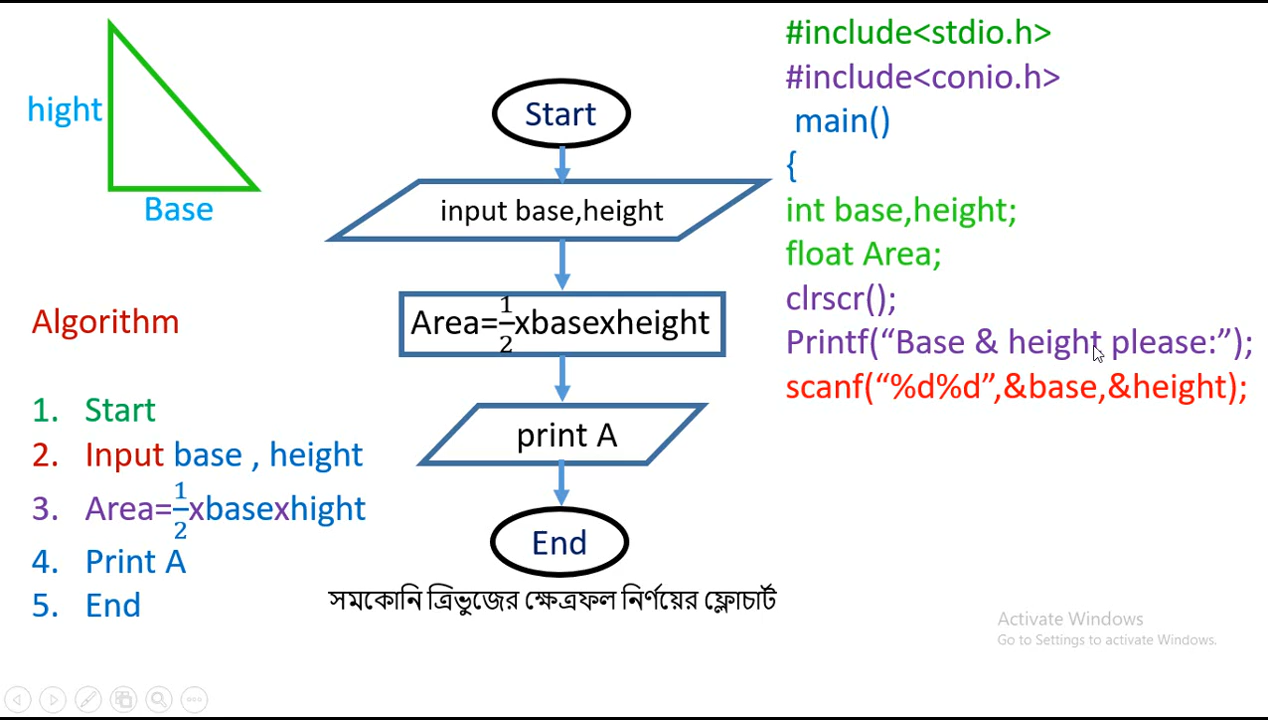 hight
Base
Algorithm
1. Start
2. Input base , height
3. Area=1/2xbasexhight
4. Print A
5. End
Start
input base,height
Area=1/2xbasexheight
print A
End
সমকোনি ত্রিভুজের ক্ষেত্রফল নির্ণয়ের ফ্লোচার্ট
#include<stdio.h>
#include<conio.h>
main()
{
int base,height;
float Area;
clrscr();
Printf(“Base & height please:”);
scanf(“%d%d”,&base,&height);
Activate Windows
Go to Settings to activate Windows.